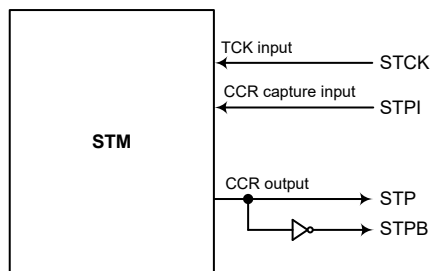 TCK input
STCK
CCR capture input
STPI
STM
CCR output
STP
STPB